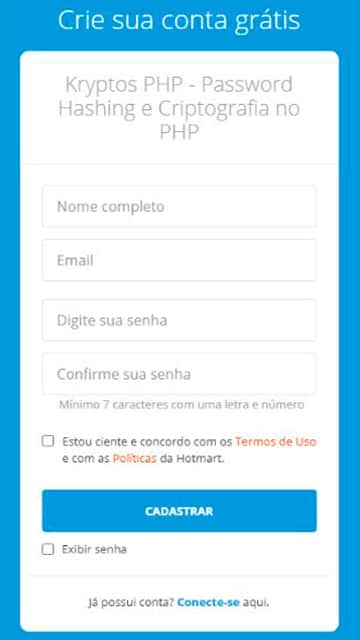 Crie sua conta grátis
Kryptos PHP - Password
Hashing e Criptografia no
PHP
Nome completo
Email
Digite sua senha
Confirme sua senha
Mínimo 7 caracteres com uma letra e número
Estou ciente e concordo com os Termos de Uso
e com as Políticas da Hotmart.
CADASTRAR
Exibir senha
Já possui conta? Conecte-se aqui.